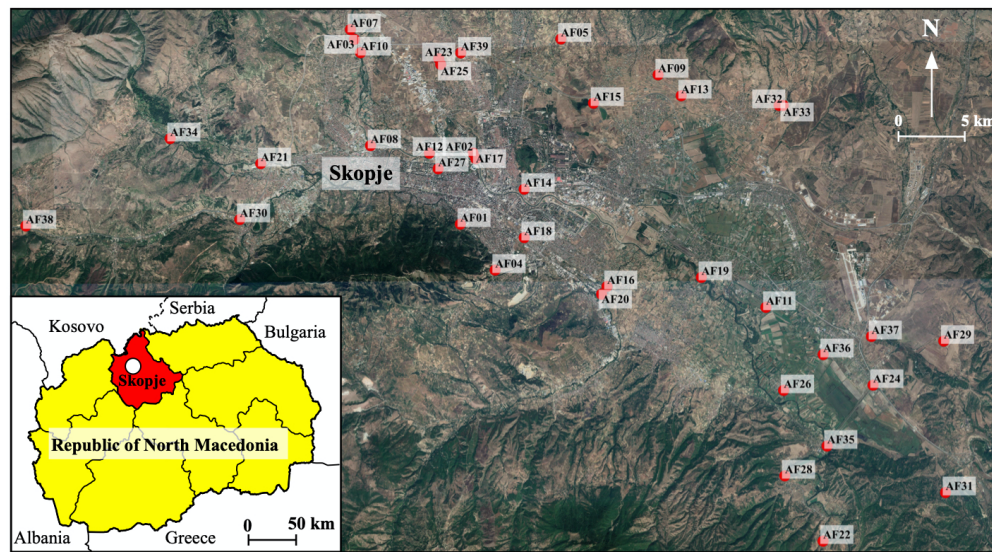 AF07
AF03
AF10
AF23
AF39
AF25
AF05
N
AF09
AF13
AF15
AF32
AF33
5 km
AF34
AF08
AF12
AF02
AF17
AF27
AF21
Skopje
AF14
AF38
AF30
AF01
AF18
AF04
AF16
AF20
AF19
AF11
AF37
AF29
AF36
AF24
AF26
AF35
AF28
AF31
AF22
Serbia
Kosovo
Bulgaria
Skopje
Republic of North Macedonia
0
50 km
Albania
Greece